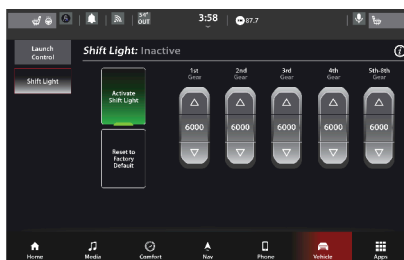 34°
OUT
3:58
87.7
Launch
Control
Shift Light
Shift Light: Inactive
Activate
Shift Light
Reset to
Factory
Default
1st
Gear
2nd
Gear
3rd
Gear
4th
Gear
5th-8th
Gear
6000
6000
6000
6000
6000
Home
Media
Comfort
Nav
Phone
Vehicle
Apps